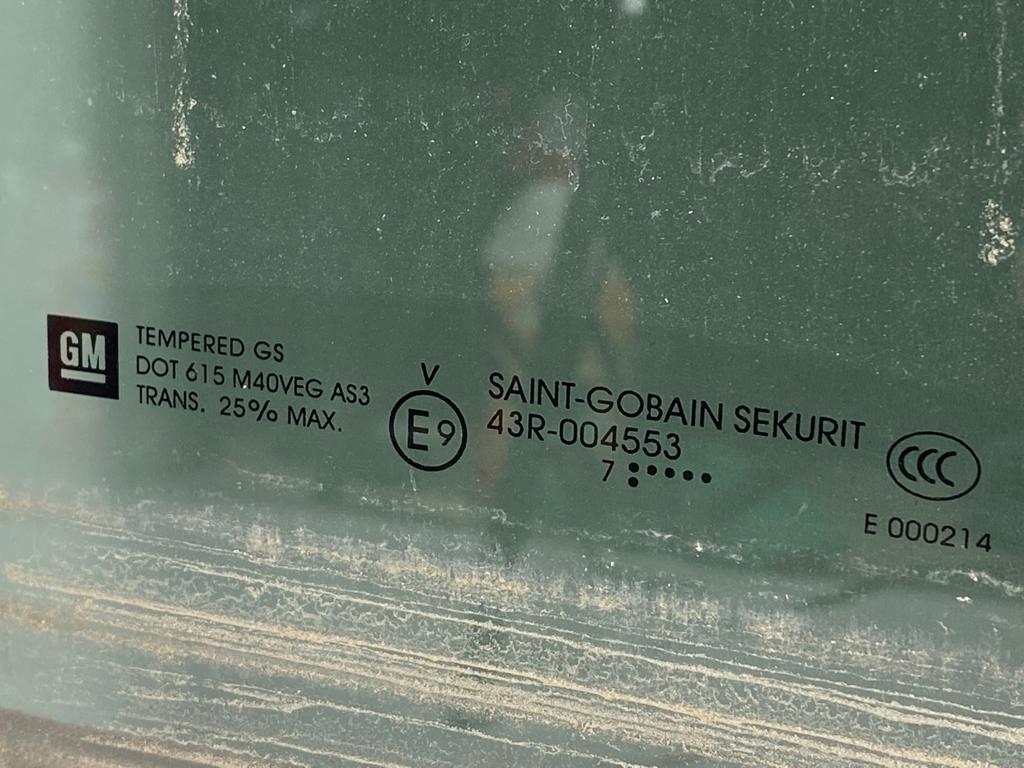 GM
TEMPERED GS
DOT 615 M40VEG AS3
TRANS. 25% MAX.
V
E9
SAINT-GOBAIN SEKURIT
43R-004553
7
CCC
E 000214